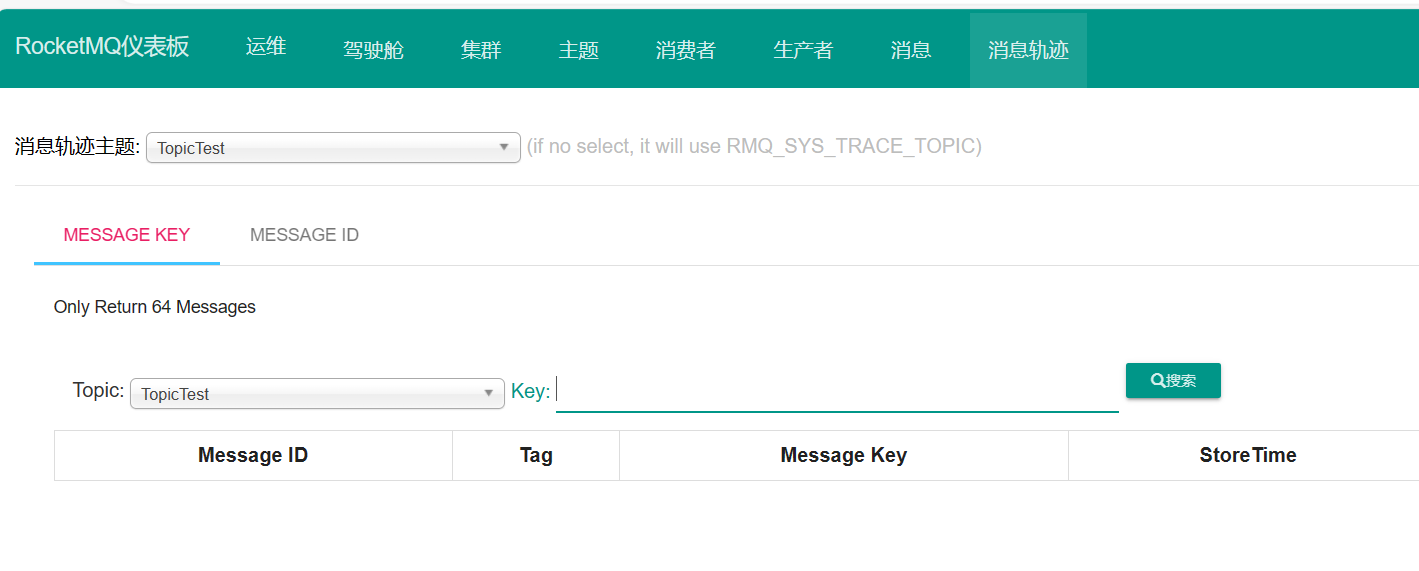 RocketMQ仪表板 运维 驾驶舱 集群 主题 消费者 生产者 消息 消息轨迹
消息轨迹主题: TopicTest (if no select, it will use RMQ_SYS_TRACE_TOPIC)
MESSAGE KEY MESSAGE ID
Only Return 64 Messages
Topic: TopicTest Key: 搜索
Message ID Tag Message Key StoreTime